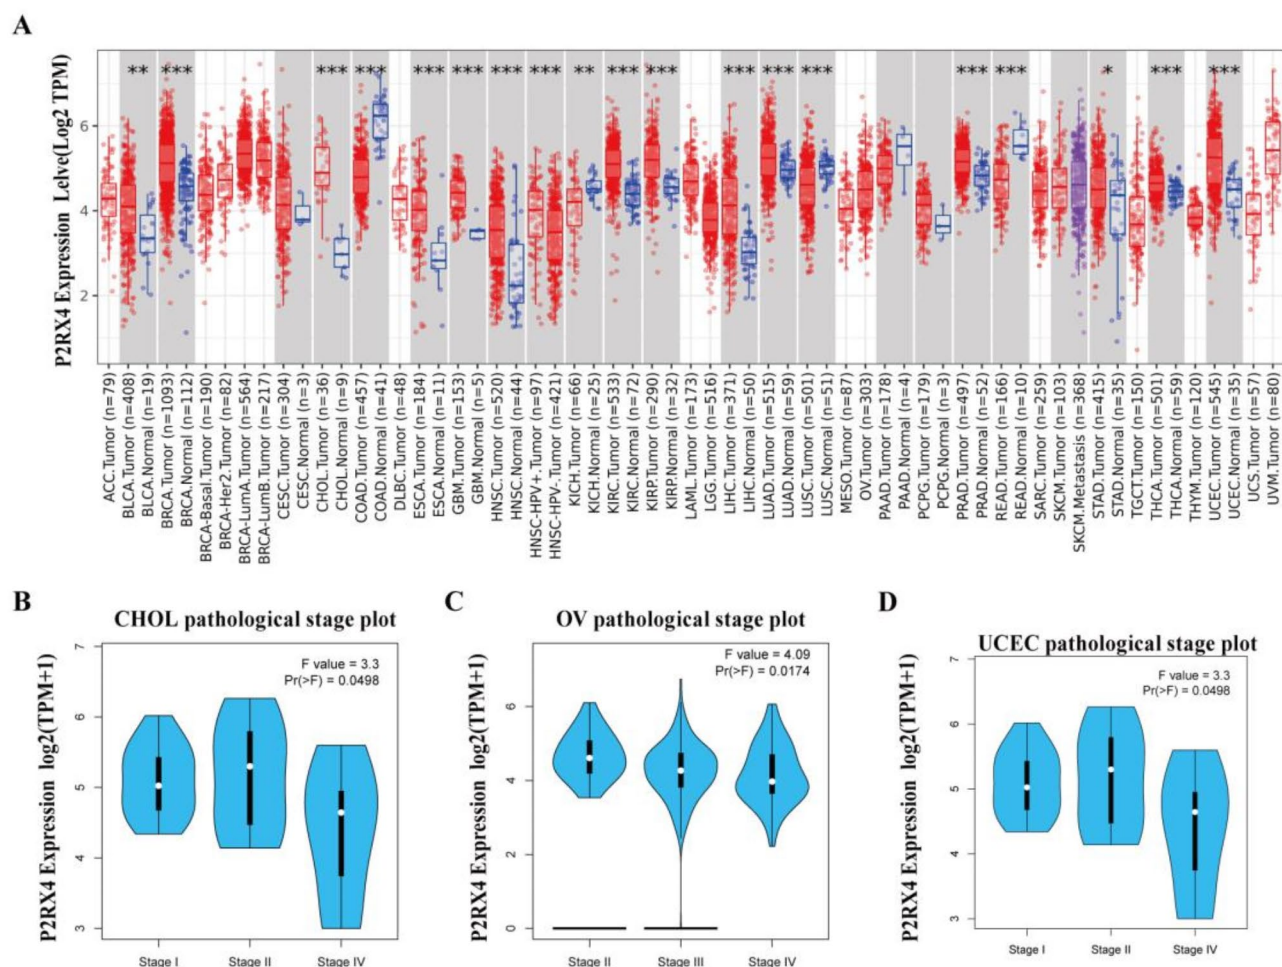 A
P2RX4 Expression Lelve(Log2 TPM)
6
4
2
** *** *** *** *** *** *** *** ** *** *** *** *** *** *** *** * *** ***
ACC.Tumor (n=79)
BLCA.Tumor (n=408)
BLCA.Normal (n=19)
BRCA.Tumor (n=1093)
BRCA.Normal (n=112)
BRCA-Basal.Tumor (n=190)
BRCA-Her2.Tumor (n=82)
BRCA-LumA.Tumor (n=564)
BRCA-LumB.Tumor (n=217)
CESC.Tumor (n=304)
CESC.Normal (n=3)
CHOL.Tumor (n=36)
CHOL.Normal (n=9)
COAD.Tumor (n=457)
COAD.Normal (n=41)
DLBC.Tumor (n=48)
ESCA.Tumor (n=184)
ESCA.Normal (n=11)
GBM.Tumor (n=153)
GBM.Normal (n=5)
HNSC.Tumor (n=520)
HNSC.Normal (n=44)
HNSC-HPV+.Tumor (n=97)
HNSC-HPV-.Tumor (n=421)
KICH.Tumor (n=66)
KICH.Normal (n=25)
KIRC.Tumor (n=533)
KIRC.Normal (n=72)
KIRP.Tumor (n=290)
KIRP.Normal (n=32)
LAML.Tumor (n=173)
LGG.Tumor (n=516)
LIHC.Tumor (n=371)
LIHC.Normal (n=50)
LUAD.Tumor (n=515)
LUAD.Normal (n=59)
LUSC.Tumor (n=501)
LUSC.Normal (n=51)
MESO.Tumor (n=87)
OV.Tumor (n=303)
PAAD.Tumor (n=178)
PAAD.Normal (n=4)
PCPG.Tumor (n=179)
PCPG.Normal (n=3)
PRAD.Tumor (n=497)
PRAD.Normal (n=52)
READ.Tumor (n=166)
READ.Normal (n=10)
SARC.Tumor (n=259)
SKCM.Tumor (n=103)
SKCM.Metastasis (n=368)
STAD.Tumor (n=415)
STAD.Normal (n=35)
TGCT.Tumor (n=150)
THCA.Tumor (n=501)
THCA.Normal (n=59)
THYM.Tumor (n=120)
UCEC.Tumor (n=545)
UCEC.Normal (n=35)
UCS.Tumor (n=57)
UVM.Tumor (n=80)
B
CHOL pathological stage plot
P2RX4 Expression log2(TPM+1)
F value = 3.3
Pr(>F) = 0.0498
7
6
5
4
3
Stage I
Stage II
Stage IV
C
OV pathological stage plot
P2RX4 Expression log2(TPM+1)
F value = 4.09
Pr(>F) = 0.0174
6
4
2
0
Stage II
Stage III
Stage IV
D
UCEC pathological stage plot
P2RX4 Expression log2(TPM+1)
F value = 3.3
Pr(>F) = 0.0498
7
6
5
4
3
Stage I
Stage II
Stage IV